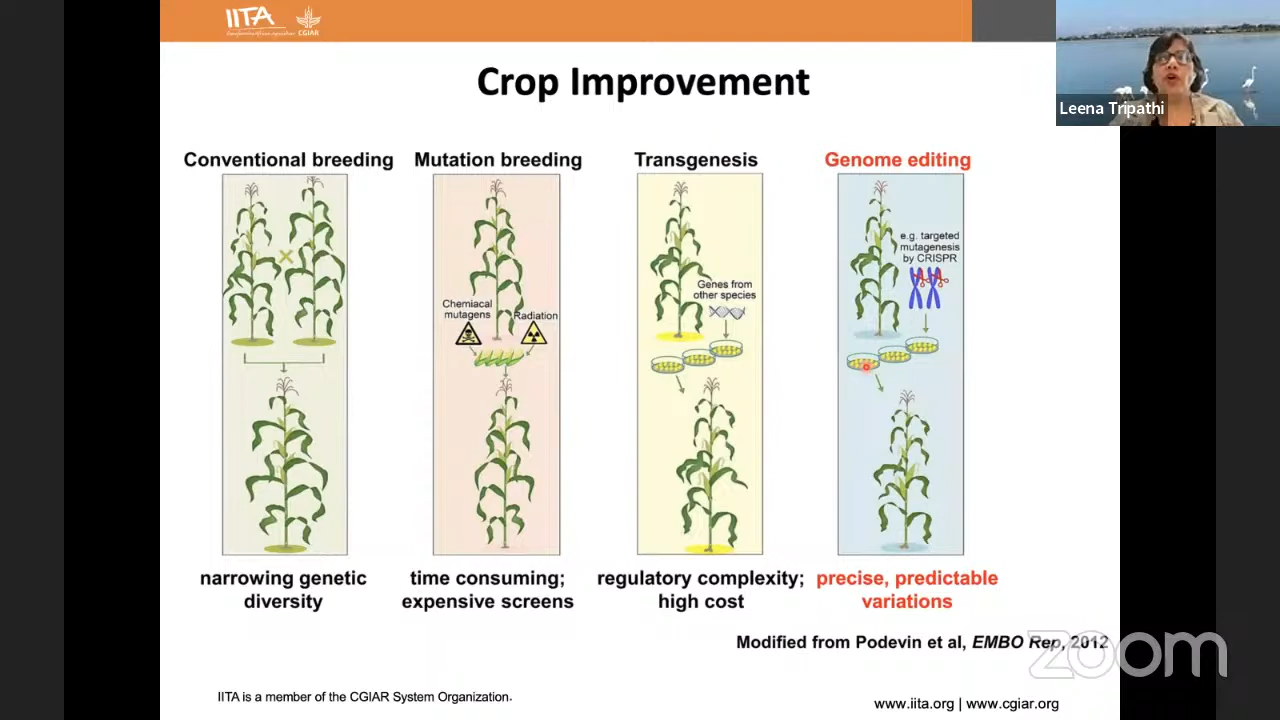 IITA
CGIAR
Leena Tripathi
Crop Improvement
Conventional breeding
Mutation breeding
Transgenesis
Genome editing
e.g. targeted
mutagenesis
by CRISPR
Genes from
other species
Chemiacal
mutagens
Radiation
narrowing genetic
diversity
time consuming;
expensive screens
regulatory complexity;
high cost
precise, predictable
variations
Modified from Podevin et al, EMBO Rep, 2012
zoom
IITA is a member of the CGIAR System Organization.
www.iita.org | www.cgiar.org